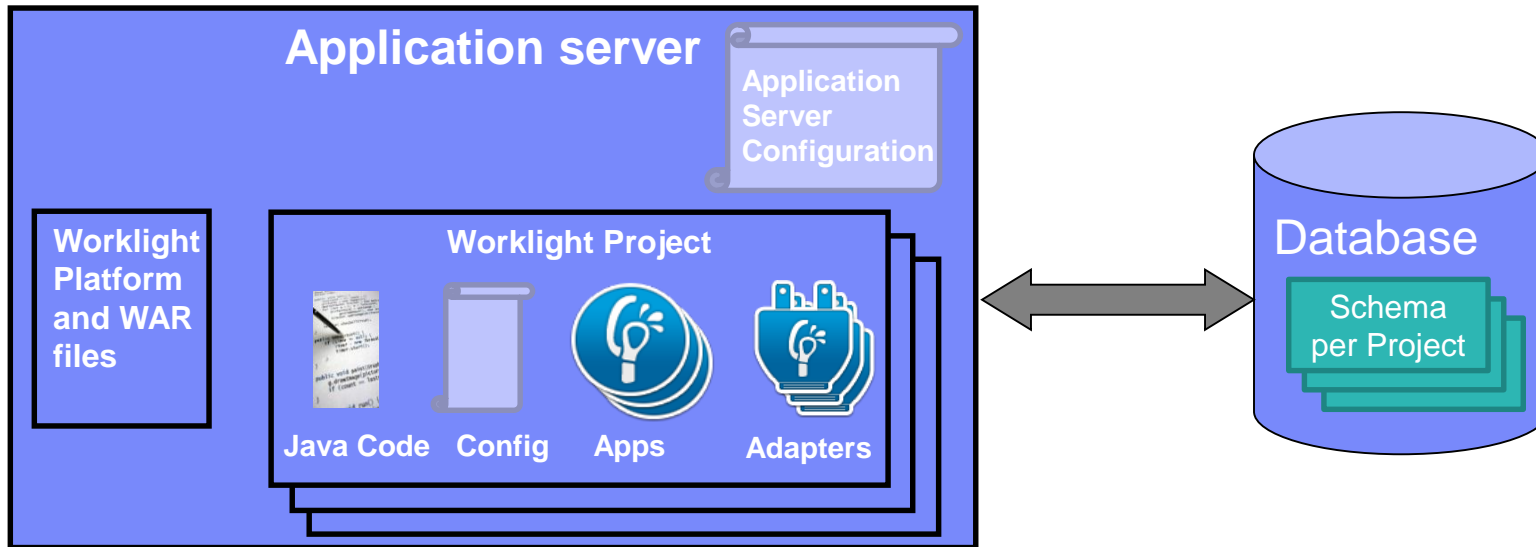 Application server
Application
Server
Configuration
Worklight
Platform
and WAR
files
Worklight Project
Java Code
Config
Apps
Adapters
Database
Schema
per Project